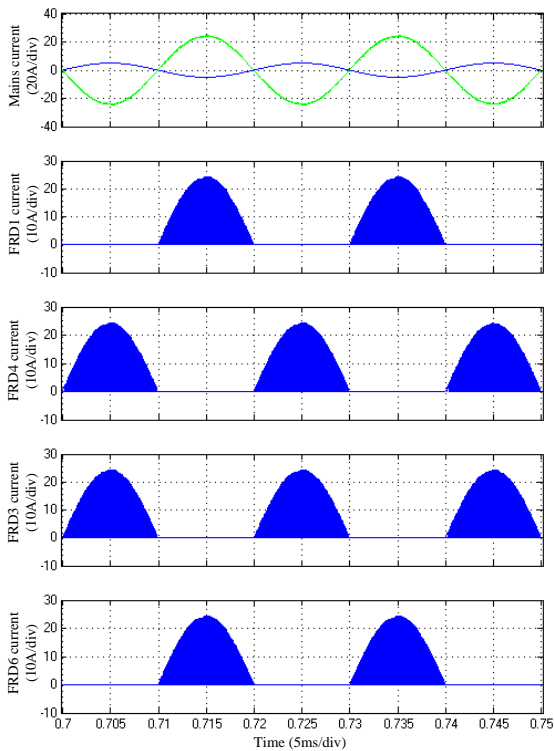 Mains current
(20A/div)
40
20
0
-20
-40
FRD1 current
(10A/div)
30
20
10
0
-10
FRD4 current
(10A/div)
30
20
10
0
-10
FRD3 current
(10A/div)
30
20
10
0
-10
FRD6 current
(10A/div)
30
20
10
0
-10
0.7 0.705 0.71 0.715 0.72 0.725 0.73 0.735 0.74 0.745 0.75
Time (5ms/div)